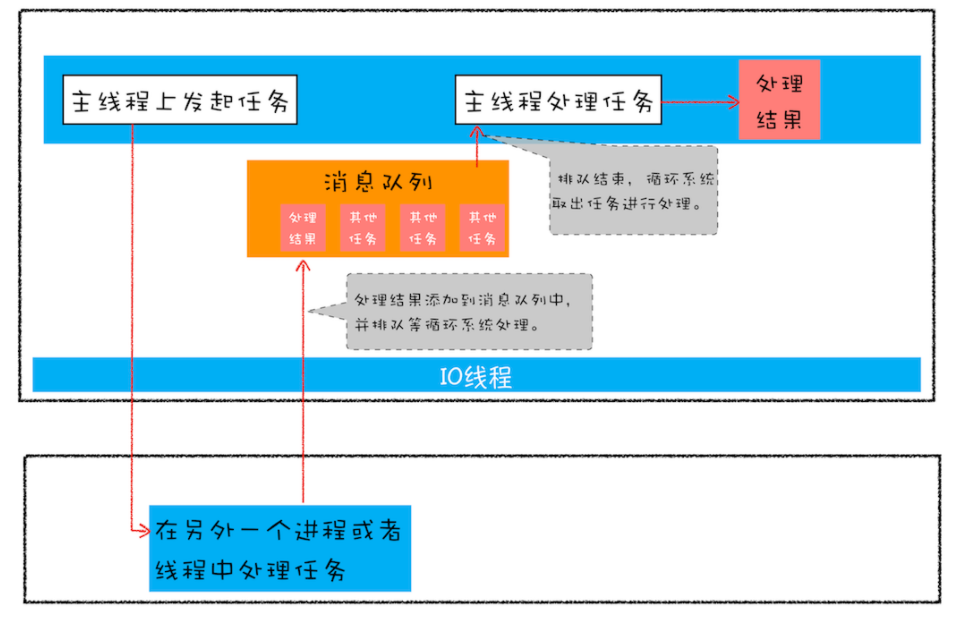 主线程上发起任务
主线程处理任务
处理
结果
消息队列
处理
结果
其他
任务
其他
任务
其他
任务
排队结束，循环系统
取出任务进行处理。
处理结果添加到消息队列中，
并排队等循环系统处理。
IO线程
在另外一个进程或者
线程中处理任务